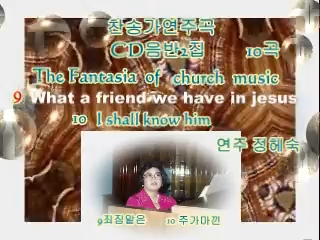 찬송가연주곡
CD음반2집 10곡
The Fantasia of church music
9 What a friend we have in jesus
10 I shall know him
연주 정혜숙
9죄짐맡은 10 주가마낀